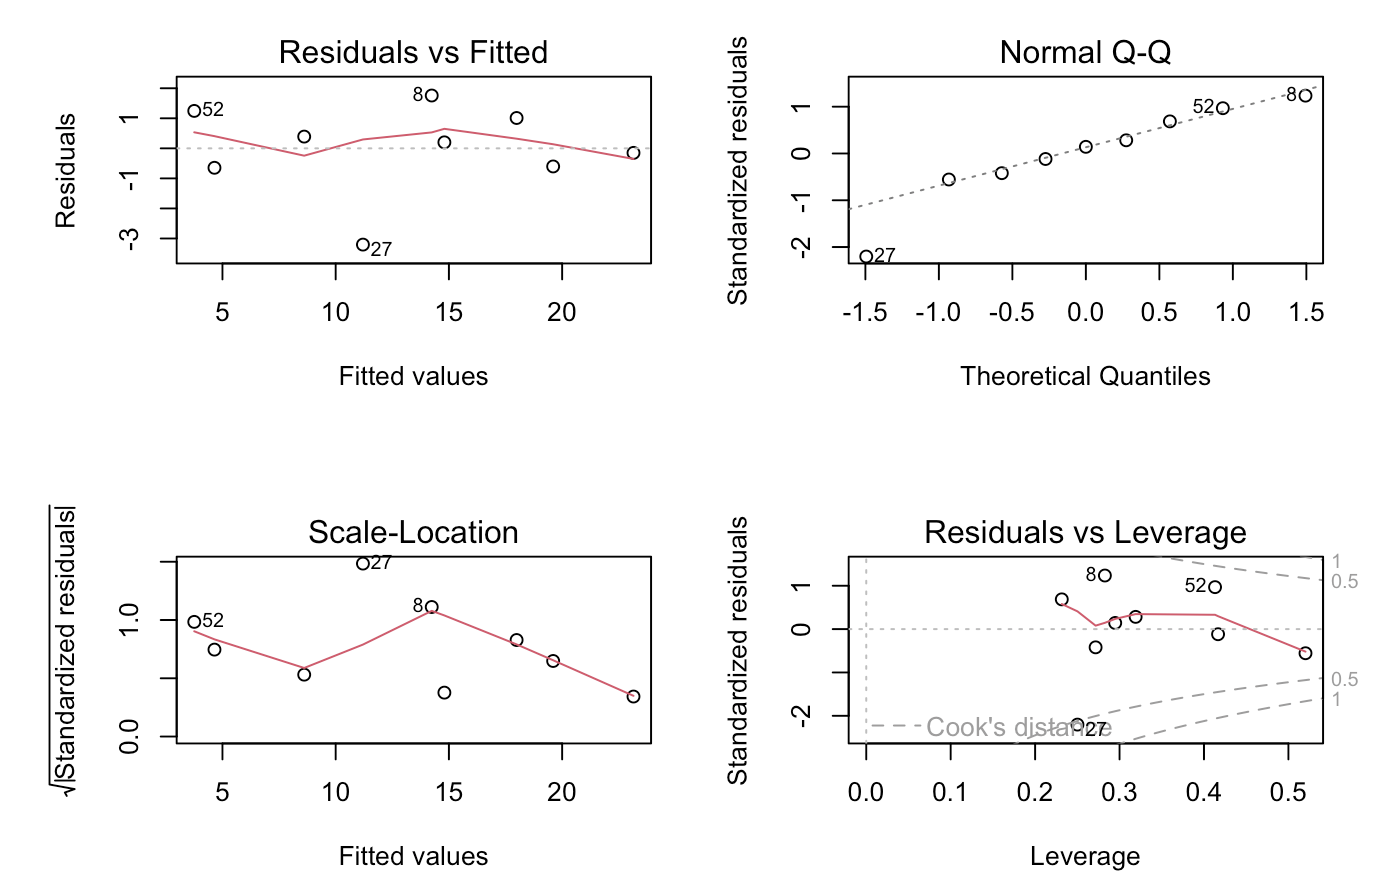 Residuals vs Fitted
Residuals
1
-1
-3
52
8
27
5 10 15 20
Fitted values
Normal Q-Q
Standardized residuals
1
0
-1
-2
52
8
27
-1.5 -1.0 -0.5 0.0 0.5 1.0 1.5
Theoretical Quantiles
Scale-Location
√|Standardized residuals|
1.0
0.0
27
8
52
5 10 15 20
Fitted values
Residuals vs Leverage
Standardized residuals
1
0
-2
8
52
27
Cook's distance
1
0.5
0.5
1
0.0 0.1 0.2 0.3 0.4 0.5
Leverage